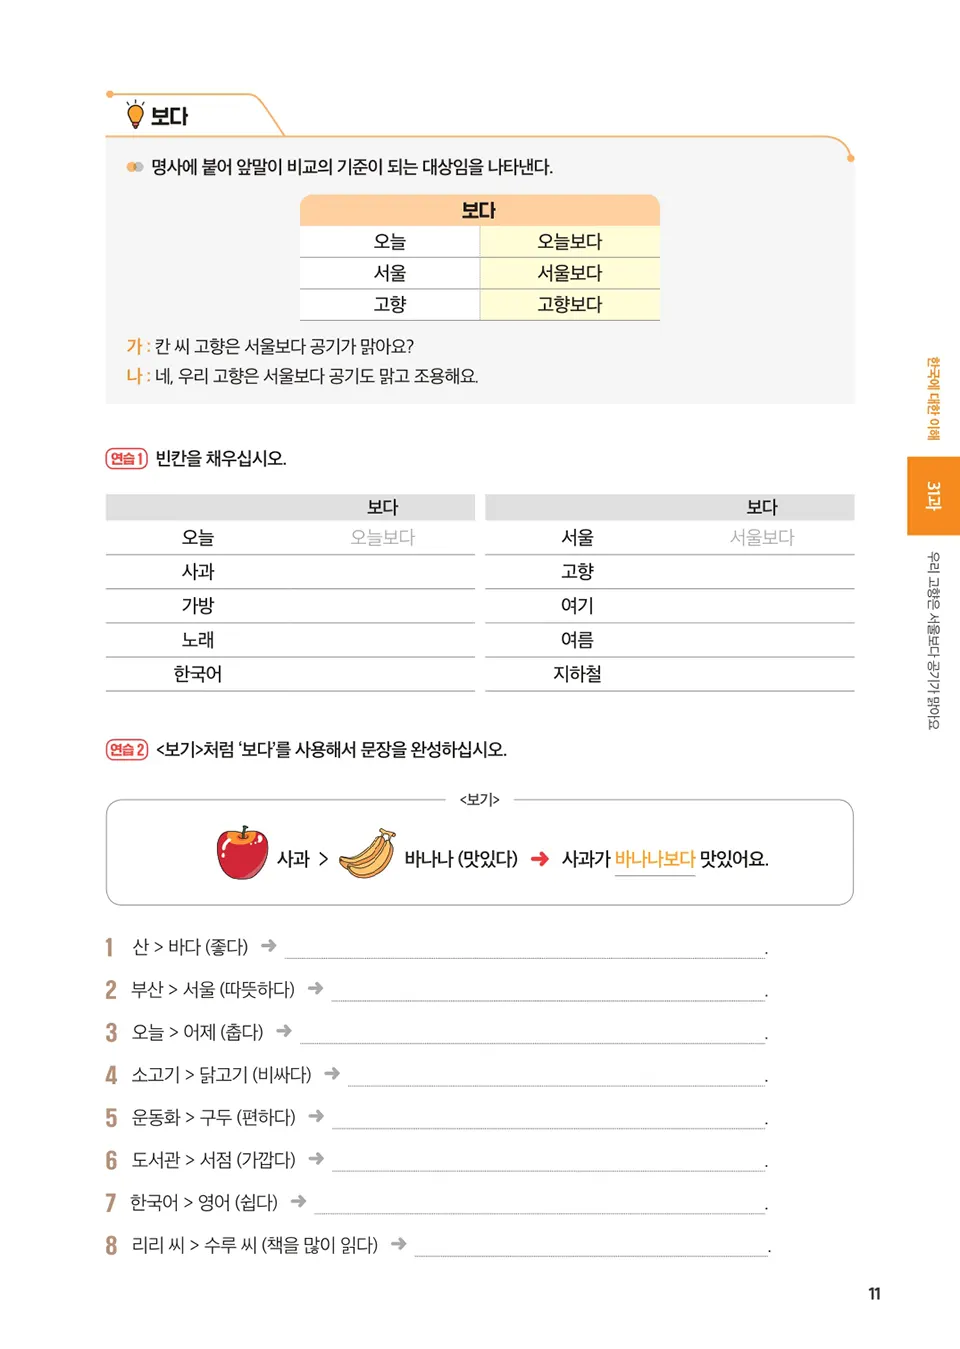 보다
명사에 붙어 앞말이 비교의 기준이 되는 대상임을 나타낸다.
보다
오늘 오늘보다
서울 서울보다
고향 고향보다
가 : 칸 씨 고향은 서울보다 공기가 맑아요?
나 : 네, 우리 고향은 서울보다 공기도 맑고 조용해요.
연습 1 빈칸을 채우십시오.
보다 보다
오늘 오늘보다 서울 서울보다
사과 고향
가방 여기
노래 여름
한국어 지하철
연습 2 <보기>처럼 ‘보다’를 사용해서 문장을 완성하십시오.
<보기>
사과 > 바나나 (맛있다) ➜ 사과가 바나나보다 맛있어요.
1 산 > 바다 (좋다) ➜ .
2 부산 > 서울 (따뜻하다) ➜ .
3 오늘 > 어제 (춥다) ➜ .
4 소고기 > 닭고기 (비싸다) ➜ .
5 운동화 > 구두 (편하다) ➜ .
6 도서관 > 서점 (가깝다) ➜ .
7 한국어 > 영어 (쉽다) ➜ .
8 리리 씨 > 수루 씨 (책을 많이 읽다) ➜ .
한국에 대한 이해
31과
우리 고향은 서울보다 공기가 맑아요
11